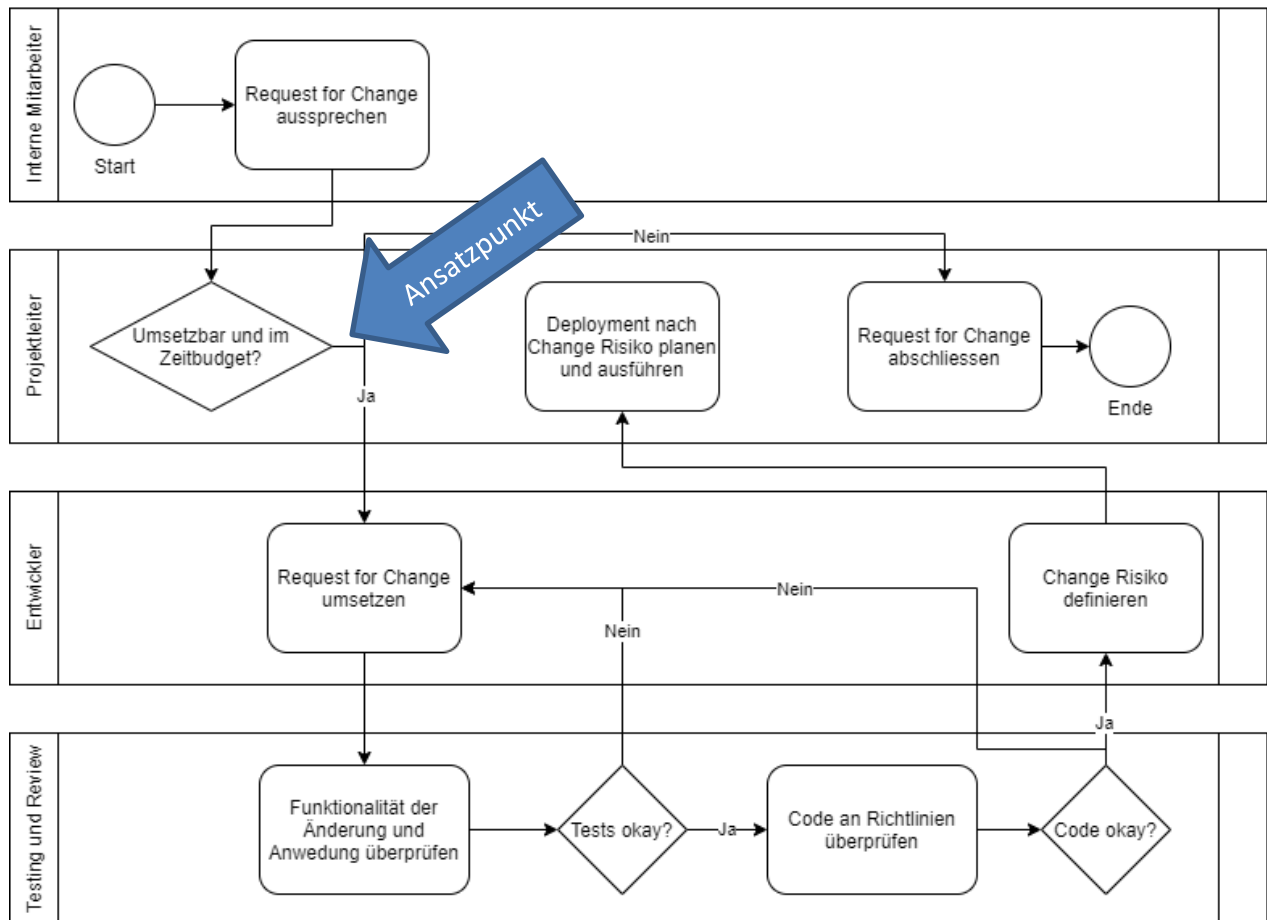 Interne Mitarbeiter
Start
Request for Change
aussprechen
Ansatzpunkt
Projektleiter
Umsetzbar und im
Zeitbudget?
Nein
Ja
Deployment nach
Change Risiko planen
und ausführen
Request for Change
abschliessen
Ende
Entwickler
Request for Change
umsetzen
Nein
Nein
Change Risiko
definieren
Testing und Review
Funktionalität der
Änderung und
Anwedung überprüfen
Tests okay?
Ja
Code an Richtlinien
überprüfen
Code okay?
Ja